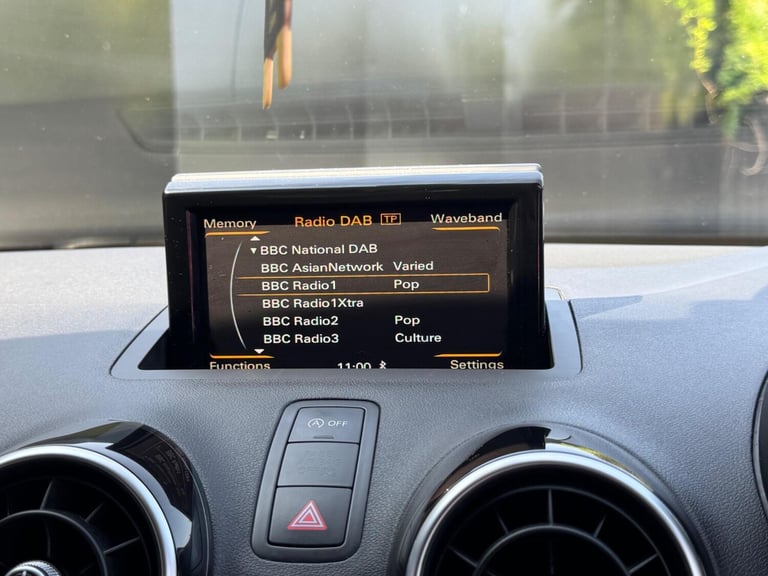 Memory Radio DAB TP Waveband
BBC National DAB
BBC AsianNetwork Varied
BBC Radio1 Pop
BBC Radio1Xtra
BBC Radio2 Pop
BBC Radio3 Culture
Functions 11:00 Settings
A OFF